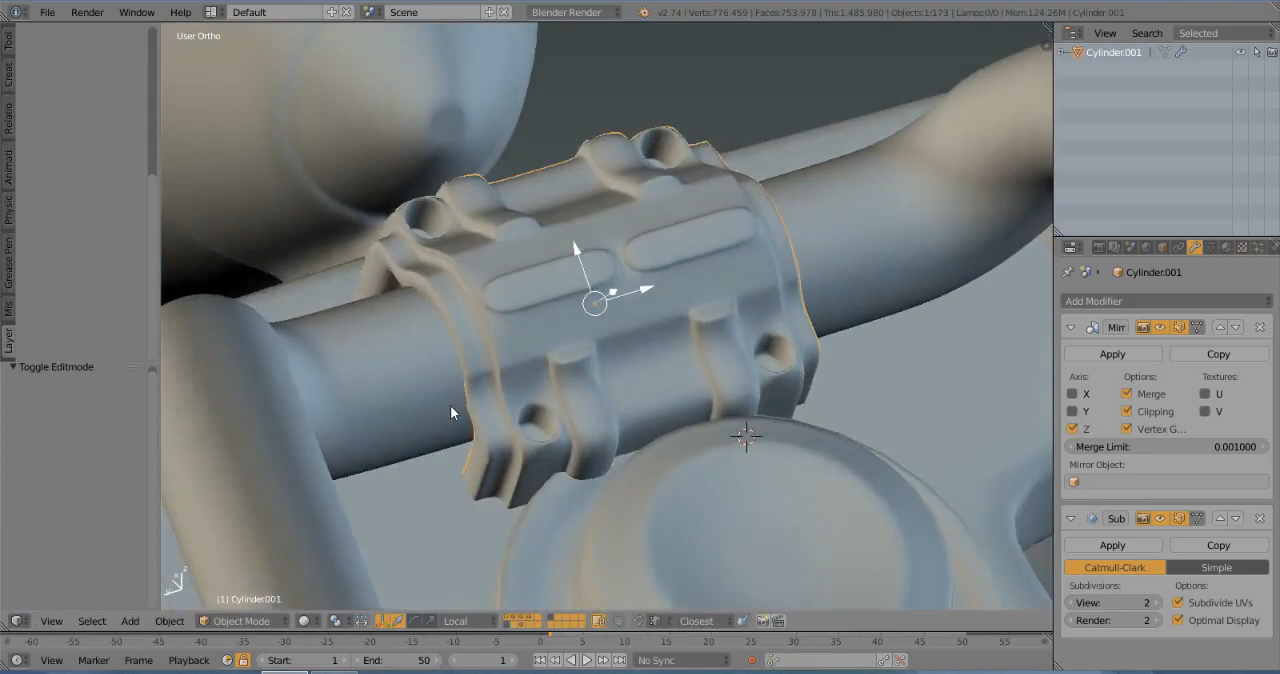 File Render Window Help Default Scene Blender Render v2.74 | Verts:776,459 | Faces:753,978 | Tris:1,485,980 | Objects:1/173 | Lamps:0/0 | Mem:124.26M | Cylinder.001
User Ortho
Tool
Creat
Relatio
Animati
Physic
Grease Pen
Mis
Layer
Toggle Editmode
(1) Cylinder.001
View Select Add Object Object Mode Local Closest
-60 -55 -50 -45 -40 -35 -30 -25 -20 -15 -10 -5 0 5 10 15 20 25 30 35 40 45 50 55
View Marker Frame Playback Start: 1 End: 50 1 No Sync
View Search Selected
Cylinder.001
Cylinder.001
Add Modifier
Mirr
Apply Copy
Axis: Options: Textures:
X Merge U
Y Clipping V
Z Vertex G...
Merge Limit: 0.001000
Mirror Object:
Sub
Apply Copy
Catmull-Clark Simple
Subdivisions: Options:
View: 2 Subdivide UVs
Render: 2 Optimal Display